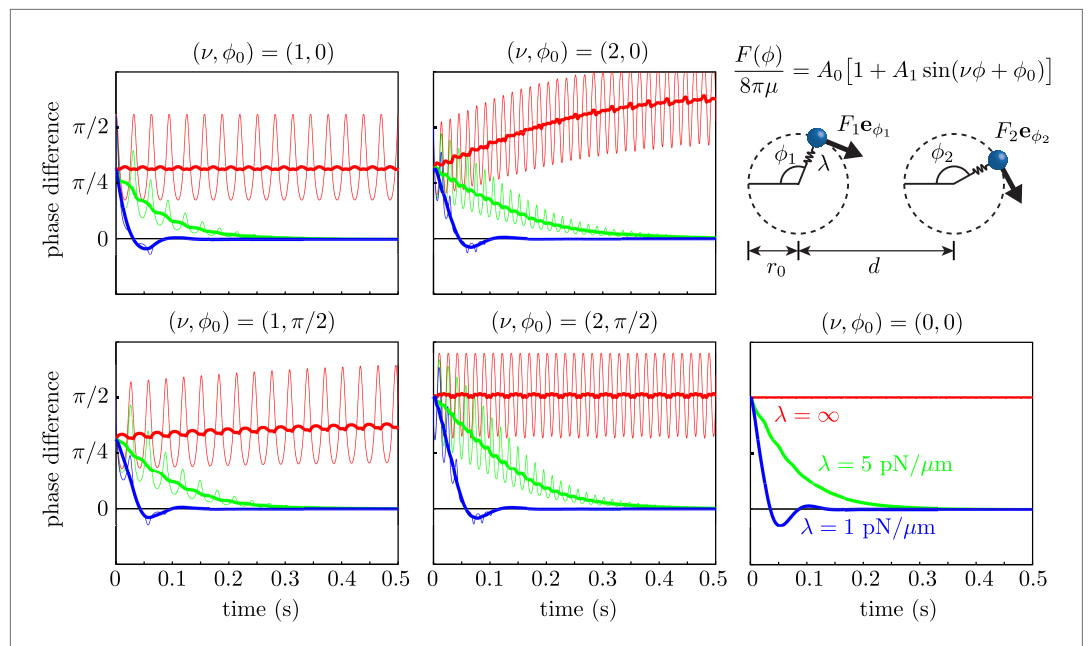 (ν, ϕ₀) = (1, 0)
(ν, ϕ₀) = (2, 0)
F(ϕ)/8πμ = A₀[1 + A₁ sin(νϕ + ϕ₀)]
phase difference
π/2
π/4
0
ϕ₁
F₁e_ϕ₁
λ
ϕ₂
F₂e_ϕ₂
r₀
d
(ν, ϕ₀) = (1, π/2)
(ν, ϕ₀) = (2, π/2)
(ν, ϕ₀) = (0, 0)
phase difference
π/2
π/4
0
λ = ∞
λ = 5 pN/μm
λ = 1 pN/μm
0 0.1 0.2 0.3 0.4 0.5
0 0.1 0.2 0.3 0.4 0.5
0 0.1 0.2 0.3 0.4 0.5
time (s)
time (s)
time (s)